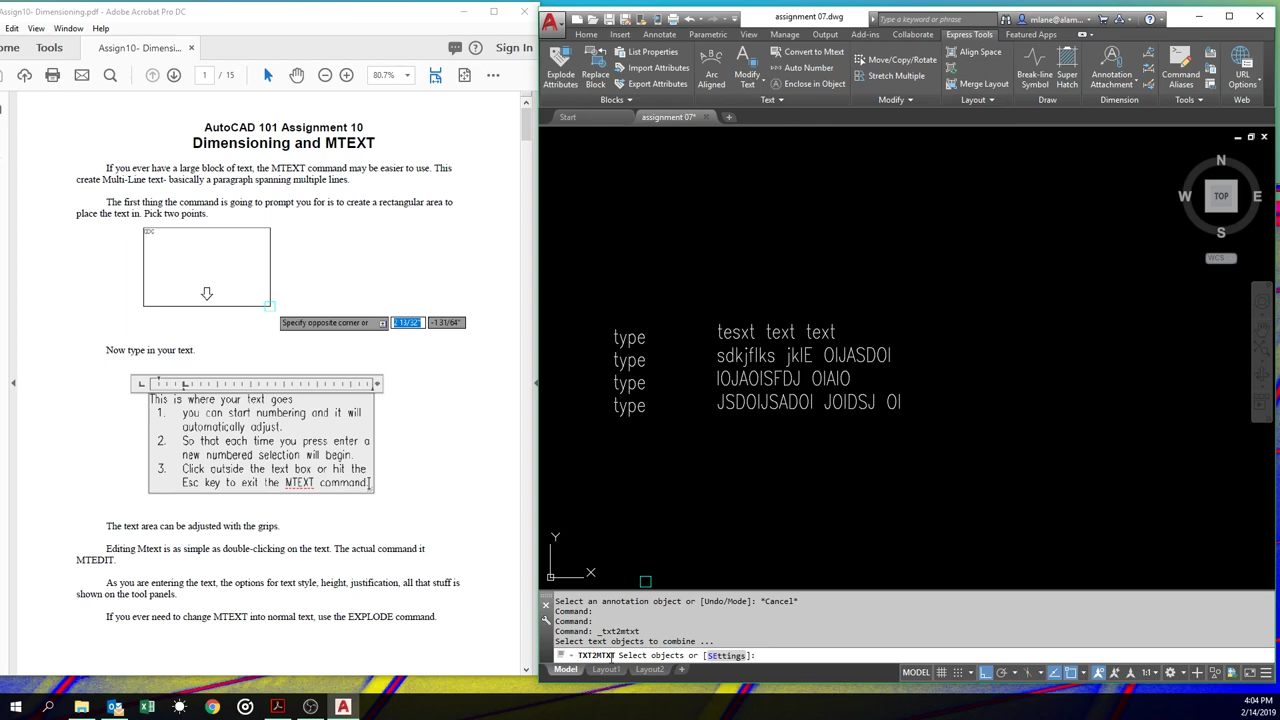 Assign10- Dimensioning.pdf - Adobe Acrobat Pro DC
Edit View Window Help
ome Tools Assign10- Dimensi... × Sign In
1 / 15 80.7%
AutoCAD 101 Assignment 10
Dimensioning and MTEXT
If you ever have a large block of text, the MTEXT command may be easier to use. This
create Multi-Line text- basically a paragraph spanning multiple lines.
The first thing the command is going to prompt you for is to create a rectangular area to
place the text in. Pick two points.
Specify opposite corner or 2 13/32" -1 31/64"
Now type in your text.
This is where your text goes
1. you can start numbering and it will
automatically adjust.
2. So that each time you press enter a
new numbered selection will begin.
3. Click outside the text box or hit the
Esc key to exit the MTEXT command.
The text area can be adjusted with the grips.
Editing Mtext is as simple as double-clicking on the text. The actual command it
MTEDIT.
As you are entering the text, the options for text style, height, justification, all that stuff is
shown on the tool panels.
If you ever need to change MTEXT into normal text, use the EXPLODE command.
assignment 07.dwg Type a keyword or phrase mlane@alam...
Home Insert Annotate Parametric View Manage Output Add-ins Collaborate Express Tools Featured Apps
Explode Attributes
Replace Block
List Properties
Import Attributes
Export Attributes
Arc Aligned
Modify Text
Convert to Mtext
Auto Number
Enclose in Object
Move/Copy/Rotate
Stretch Multiple
Align Space
Merge Layout
Break-line Symbol
Super Hatch
Annotation Attachment
Command Aliases
URL Options
Blocks Text Modify Layout Draw Dimension Tools Web
Start assignment 07* × +
N
W TOP E
S
WCS
type tesxt text text
type sdkjflks jklE OIJASDOI
type IOJAOISFDJ OIAIO
type JSDOIJSADOI JOIDSJ OI
Y
X
Select an annotation object or [Undo/Mode]: *Cancel*
Command:
Command:
Command: _txt2mtxt
Select text objects to combine ...
TXT2MTXT Select objects or [SEttings]:
Model Layout1 Layout2 + MODEL 1:1
4:04 PM
2/14/2019